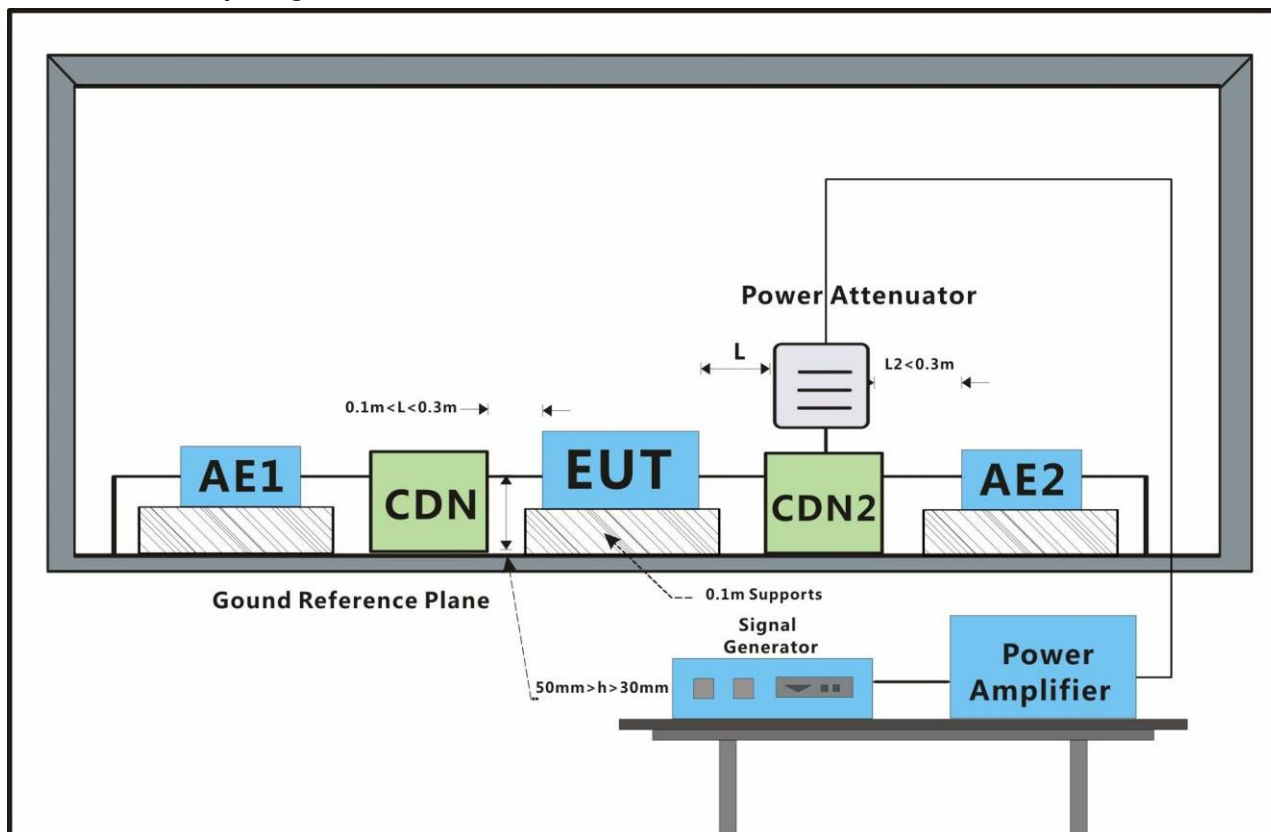 Power Attenuator
L
L2<0.3m
0.1m<L<0.3m
AE1
CDN
EUT
CDN2
AE2
Gound Reference Plane
0.1m Supports
Signal
Generator
50mm>h>30mm
Power
Amplifier